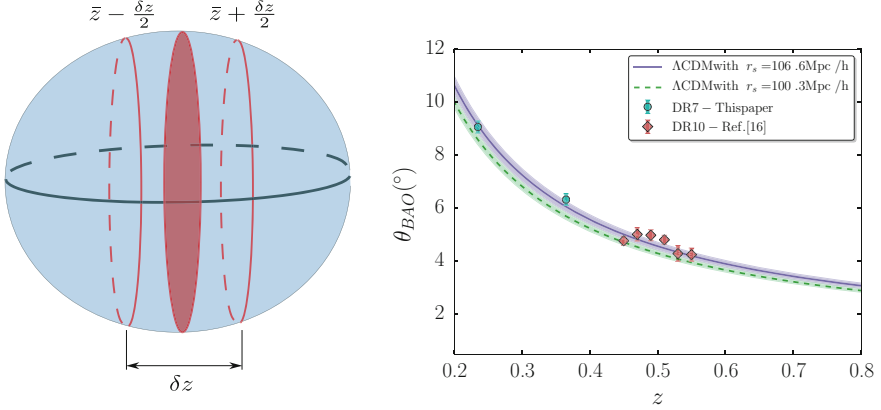 z̄ − δz/2
z̄ + δz/2
δz
12
10
8
6
4
2
θ_BAO(°)
0.2 0.3 0.4 0.5 0.6 0.7 0.8
z
ΛCDMwith r_s =106 .6Mpc /h
ΛCDMwith r_s =100 .3Mpc /h
DR7 − Thispaper
DR10 − Ref.[16]